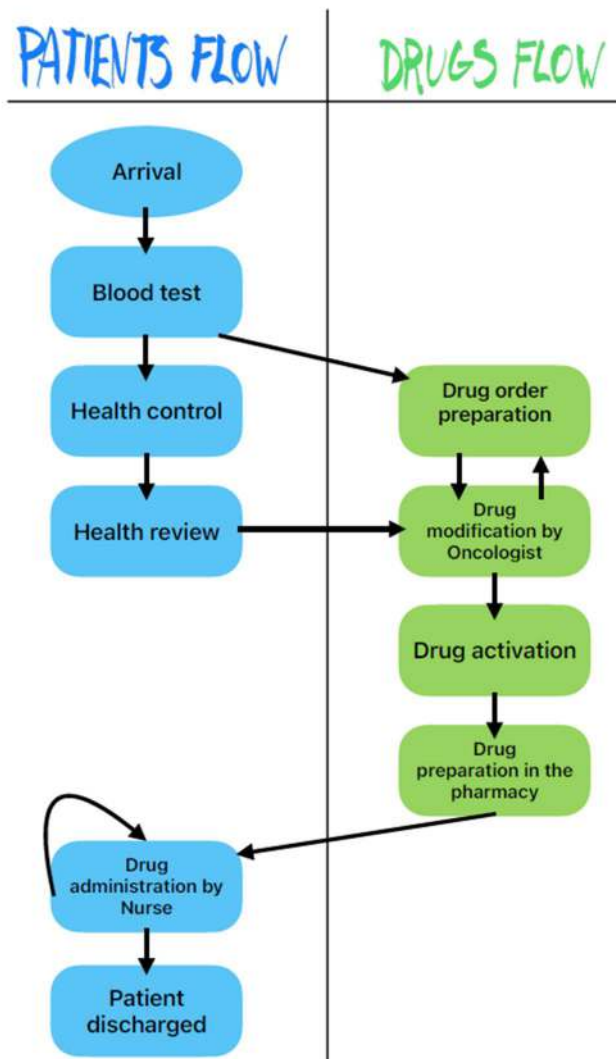 PATIENTS FLOW
DRUGS FLOW
Arrival
Blood test
Health control
Drug order
preparation
Health review
Drug
modification by
Oncologist
Drug activation
Drug
preparation in the
pharmacy
Drug
administration by
Nurse
Patient
discharged